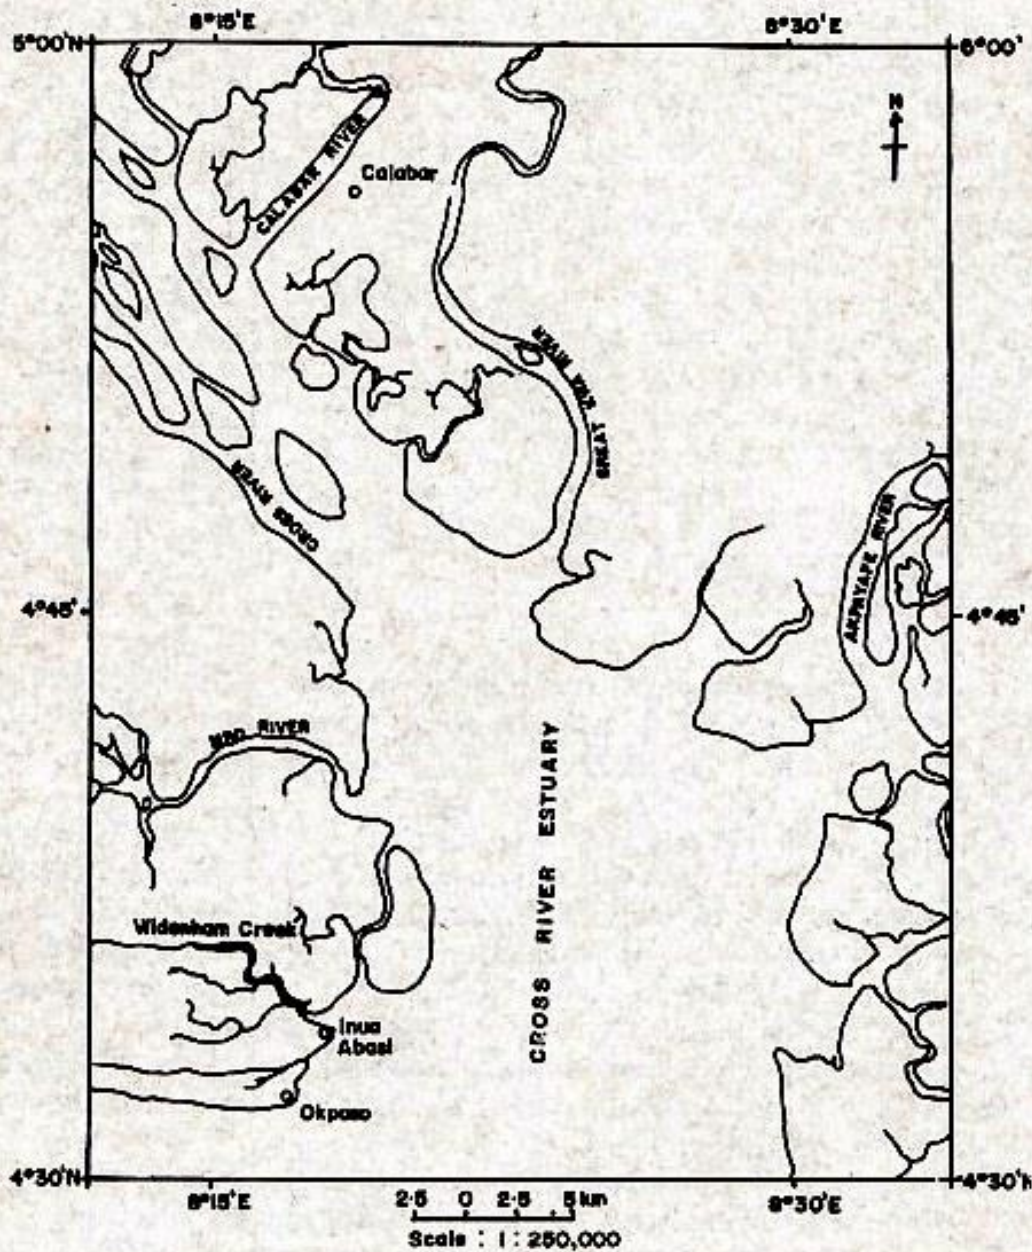 8°15'E
8°30'E
5°00'N
5°00'
N
CALABAR RIVER
Calabar
GREAT KWA RIVER
CROSS RIVER
AKPAYAFE RIVER
4°45'
4°45'
MBO RIVER
CROSS RIVER ESTUARY
Widenham Creek
Inua
Abasi
Okposo
4°30'N
4°30'N
8°15'E
8°30'E
2·5 0 2·5 5km
Scale : 1 : 250,000